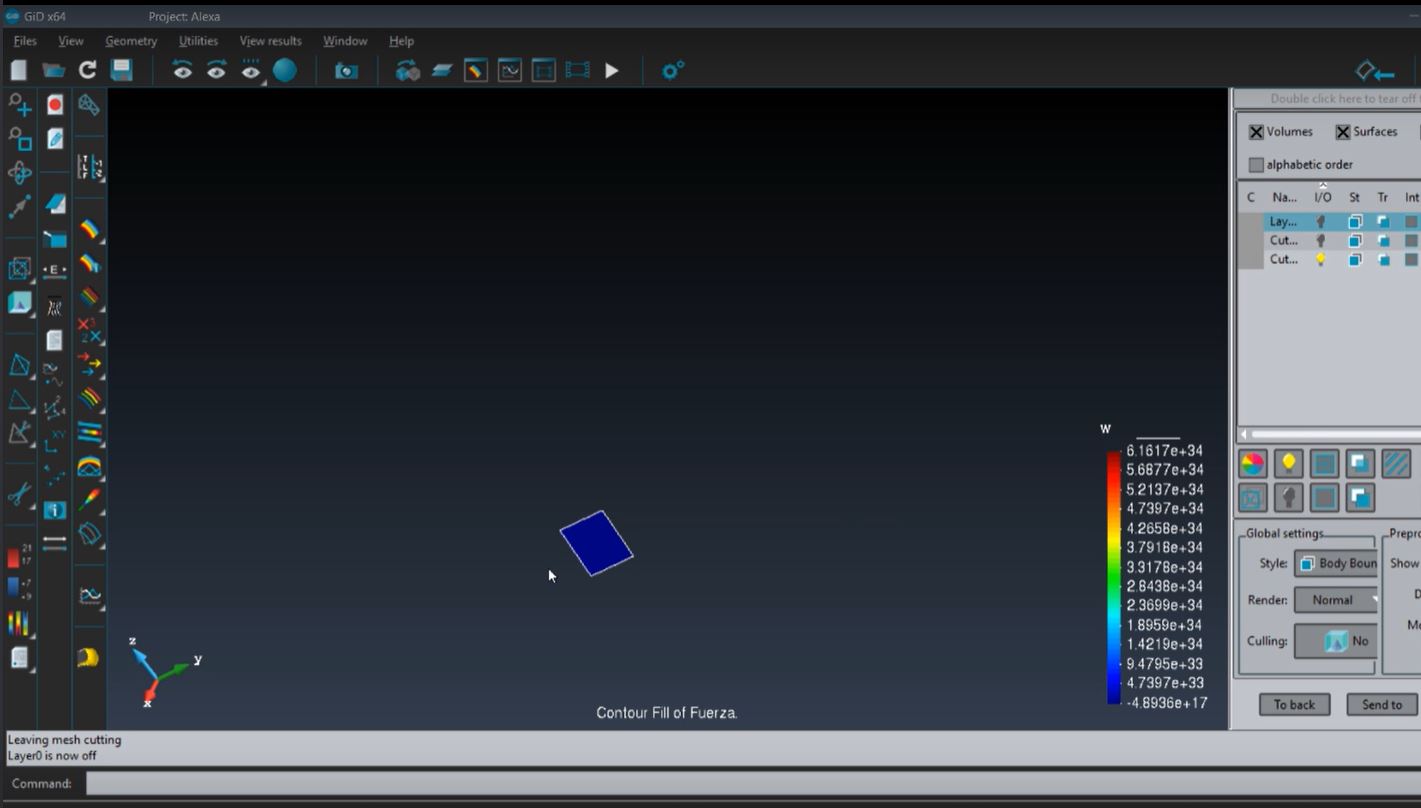 GiD x64 Project: Alexa
Files View Geometry Utilities View results Window Help
Double click here to tear off
Volumes Surfaces
alphabetic order
C Na... I/O St Tr Int
Lay...
Cut...
Cut...
W
6.1617e+34
5.6877e+34
5.2137e+34
4.7397e+34
4.2658e+34
3.7918e+34
3.3178e+34
2.8438e+34
2.3699e+34
1.8959e+34
1.4219e+34
9.4795e+33
4.7397e+33
-4.8936e+17
z
y
x
Contour Fill of Fuerza.
Global settings Prepro
Style: Body Boun Show
Render: Normal
Culling: No
To back Send to
Leaving mesh cutting
Layer0 is now off
Command: